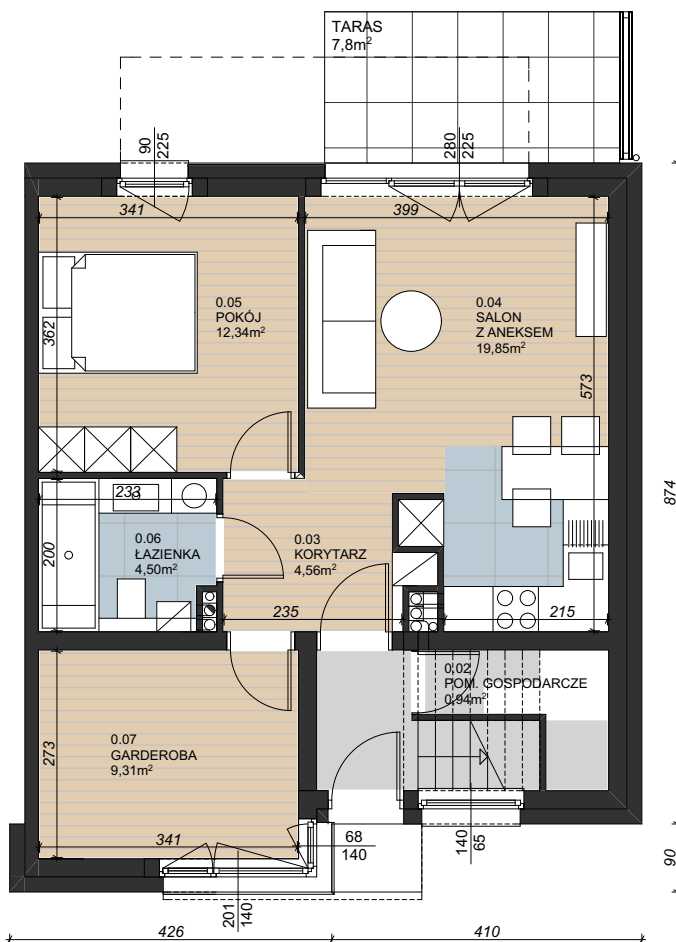 TARAS
7,8m²
90
225
280
225
341
399
0.05
POKÓJ
12,34m²
362
0.04
SALON
Z ANEKSEM
19,85m²
573
874
233
0.06
ŁAZIENKA
4,50m²
200
0.03
KORYTARZ
4,56m²
235
215
0.02
POM. GOSPODARCZE
0,94m²
0.07
GARDEROBA
9,31m²
273
341
68
140
140
65
90
201
140
426
410